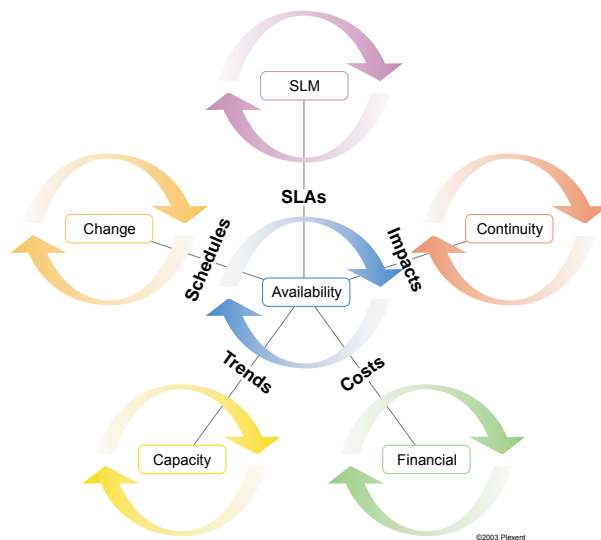 SLM
SLAs
Change
Schedules
Impacts
Continuity
Availability
Trends
Costs
Capacity
Financial
©2003 Plexent